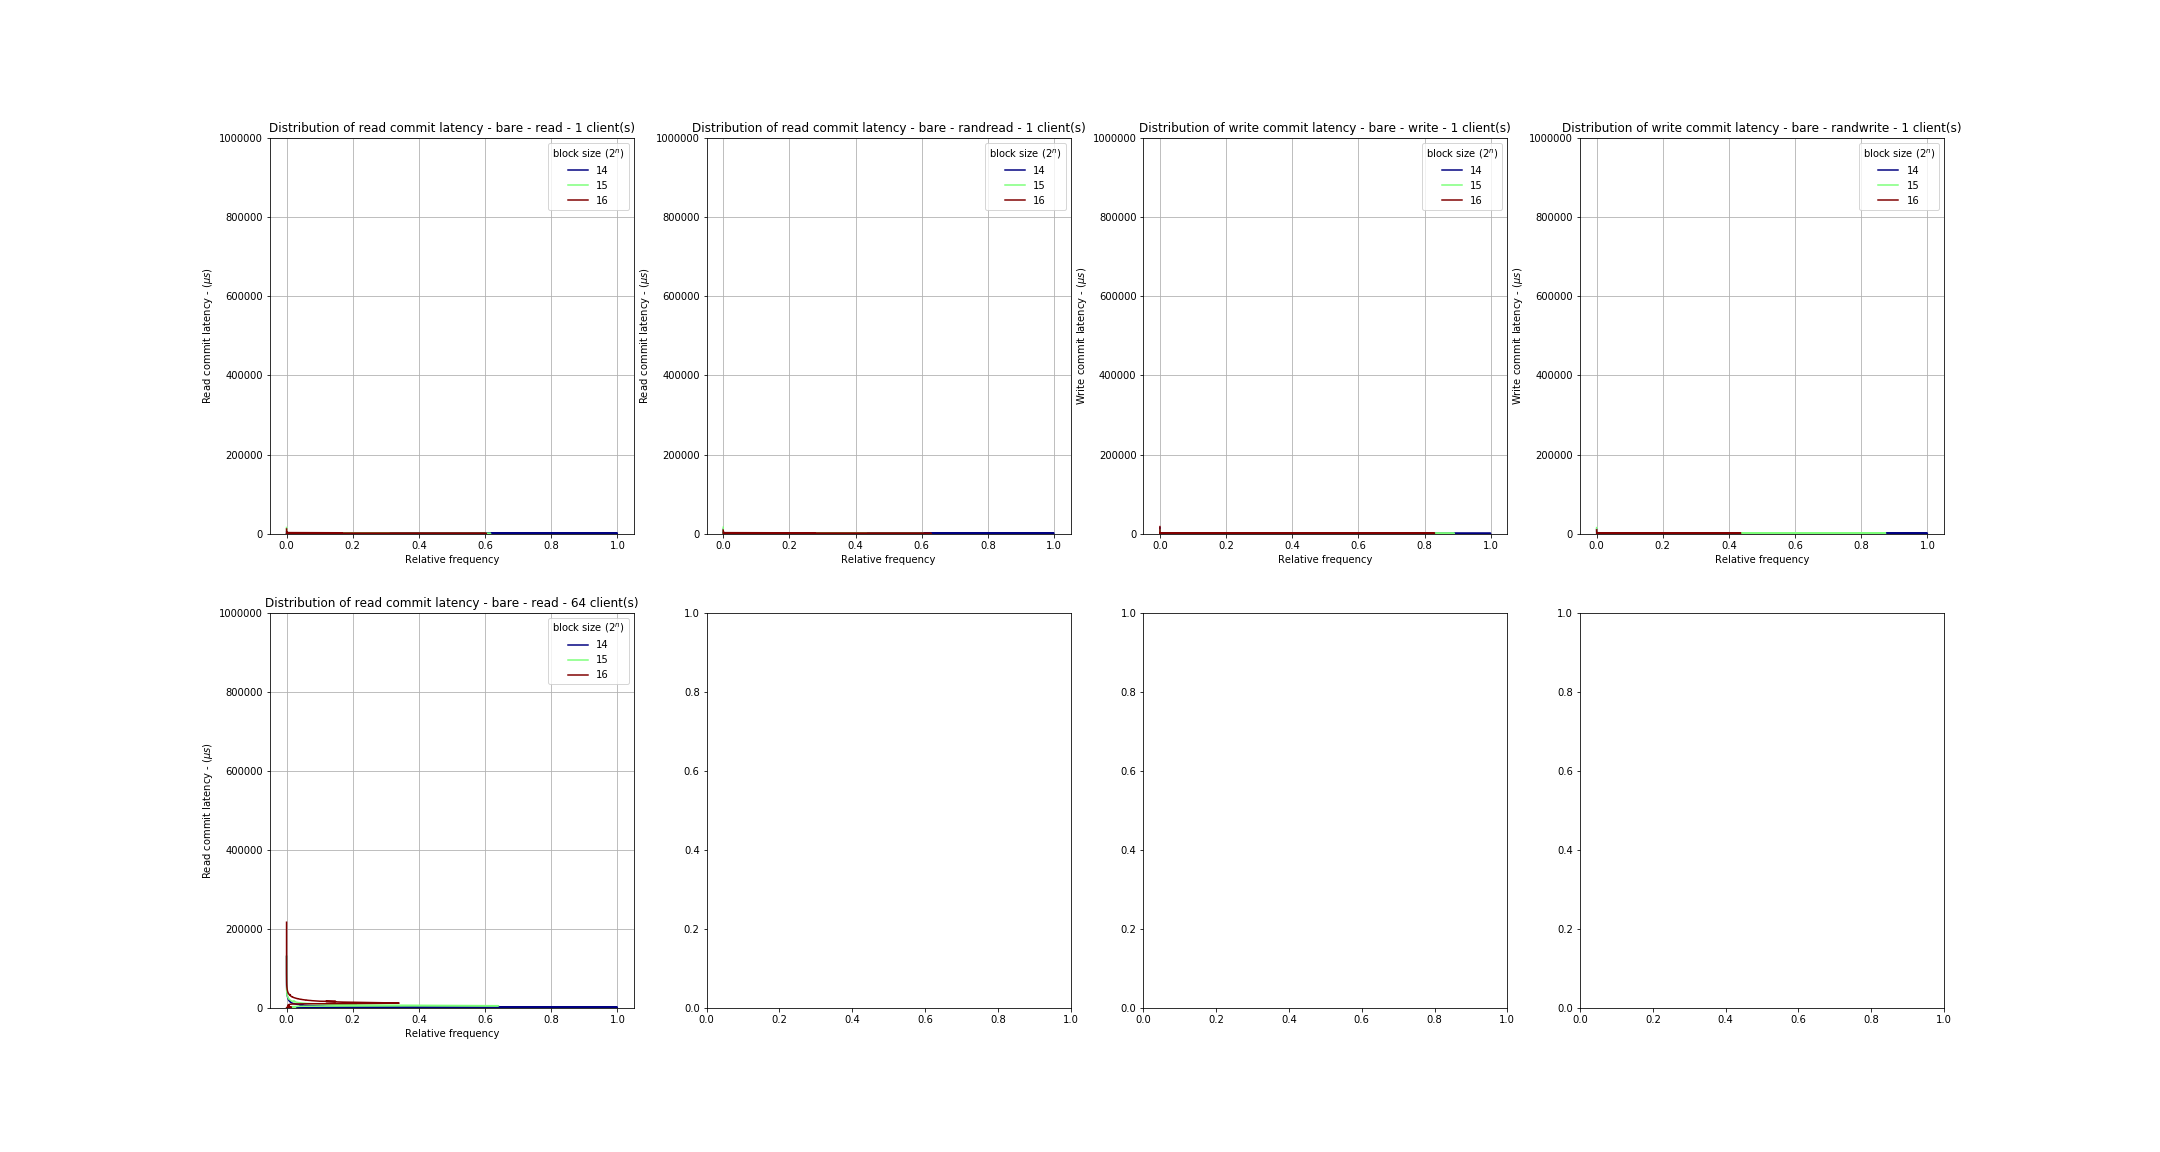 Distribution of read commit latency - bare - read - 1 client(s)
1000000
800000
600000
400000
200000
0
Read commit latency - (μs)
block size (2ⁿ)
14
15
16
0.0 0.2 0.4 0.6 0.8 1.0
Relative frequency
Distribution of read commit latency - bare - randread - 1 client(s)
1000000
800000
600000
400000
200000
0
Read commit latency - (μs)
block size (2ⁿ)
14
15
16
0.0 0.2 0.4 0.6 0.8 1.0
Relative frequency
Distribution of write commit latency - bare - write - 1 client(s)
1000000
800000
600000
400000
200000
0
Write commit latency - (μs)
block size (2ⁿ)
14
15
16
0.0 0.2 0.4 0.6 0.8 1.0
Relative frequency
Distribution of write commit latency - bare - randwrite - 1 client(s)
1000000
800000
600000
400000
200000
0
Write commit latency - (μs)
block size (2ⁿ)
14
15
16
0.0 0.2 0.4 0.6 0.8 1.0
Relative frequency
Distribution of read commit latency - bare - read - 64 client(s)
1000000
800000
600000
400000
200000
0
Read commit latency - (μs)
block size (2ⁿ)
14
15
16
0.0 0.2 0.4 0.6 0.8 1.0
Relative frequency
1.0
0.8
0.6
0.4
0.2
0.0
0.0 0.2 0.4 0.6 0.8 1.0
1.0
0.8
0.6
0.4
0.2
0.0
0.0 0.2 0.4 0.6 0.8 1.0
1.0
0.8
0.6
0.4
0.2
0.0
0.0 0.2 0.4 0.6 0.8 1.0